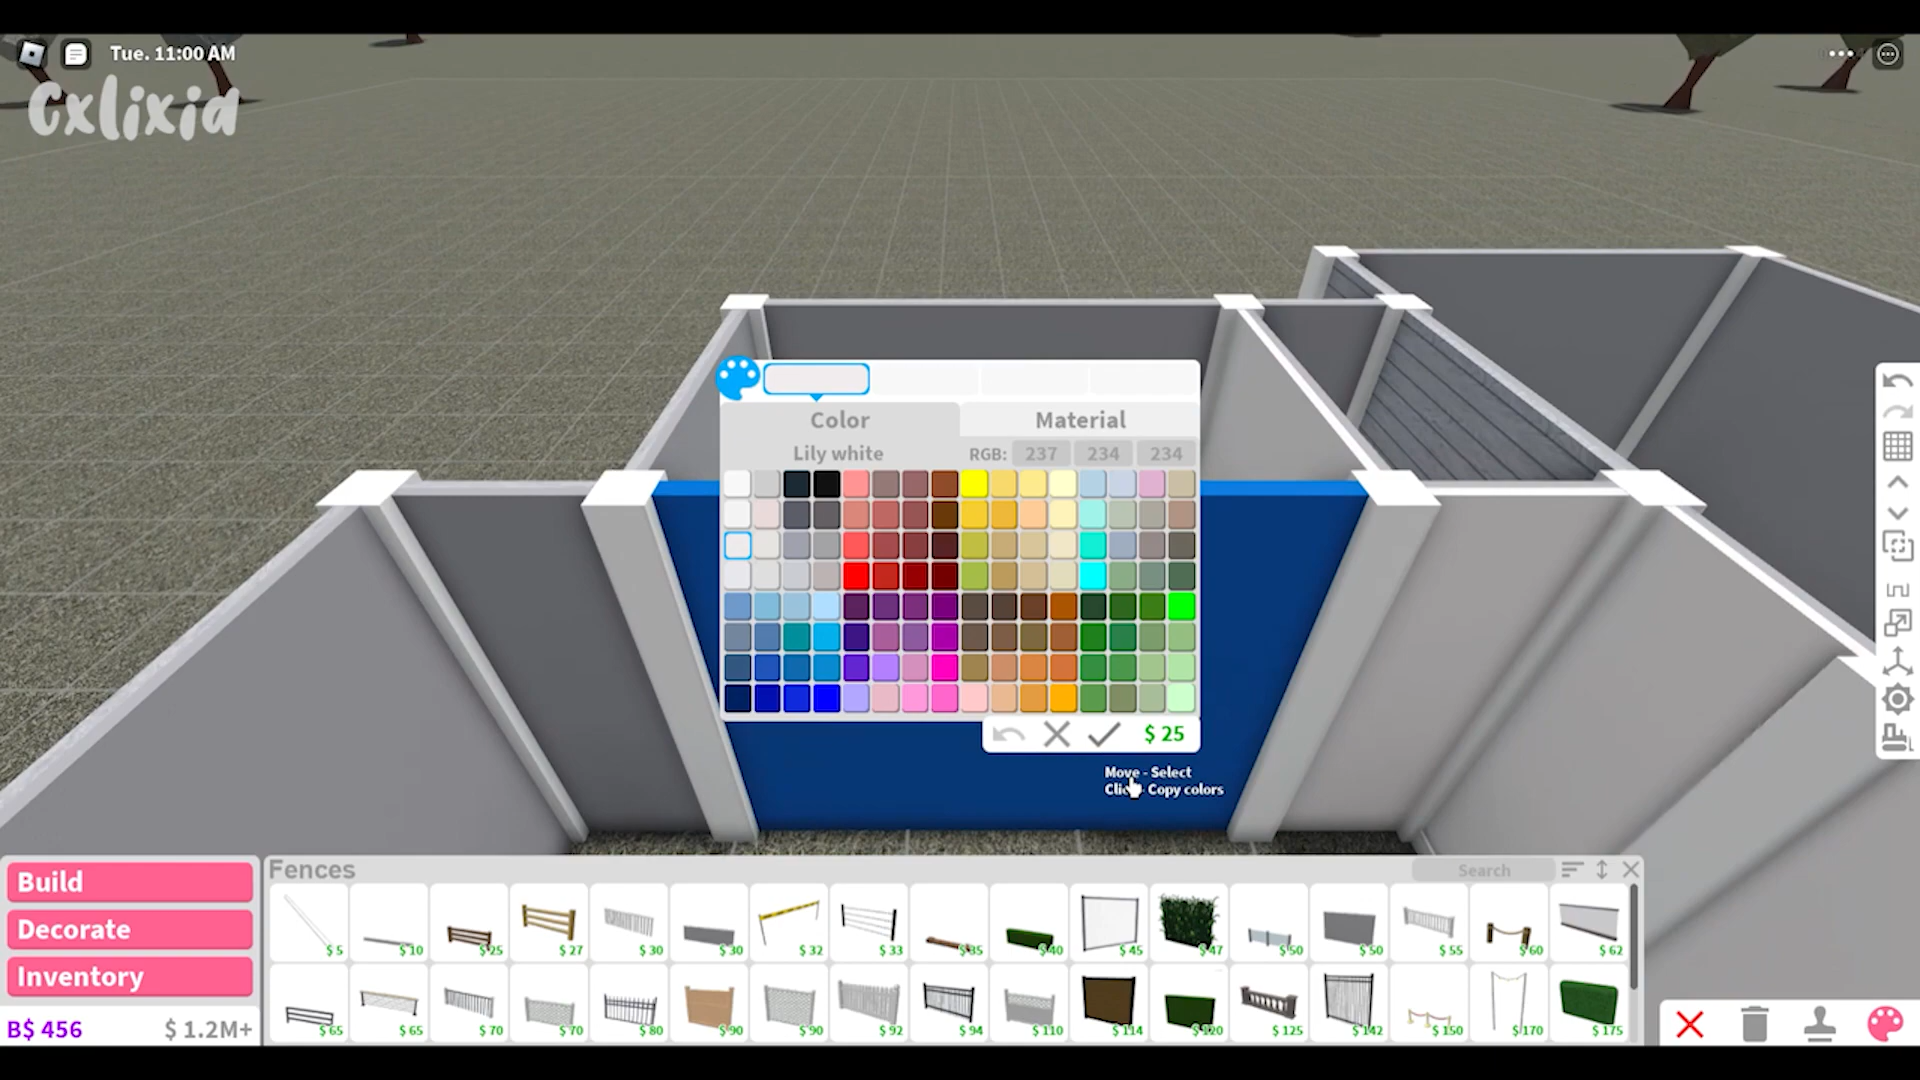 Tue. 11:00 AM
Cxlixia
Color
Material
Lily white
RGB: 237 234 234
$ 25
Move - Select
Click - Copy colors
Build
Decorate
Inventory
B$ 456
$ 1.2M+
Fences
Search
$ 5
$ 10
$ 25
$ 27
$ 30
$ 30
$ 32
$ 33
$ 35
$ 40
$ 45
$ 47
$ 50
$ 50
$ 55
$ 60
$ 62
$ 65
$ 65
$ 70
$ 70
$ 80
$ 90
$ 90
$ 92
$ 94
$ 110
$ 114
$ 120
$ 125
$ 142
$ 150
$ 170
$ 175